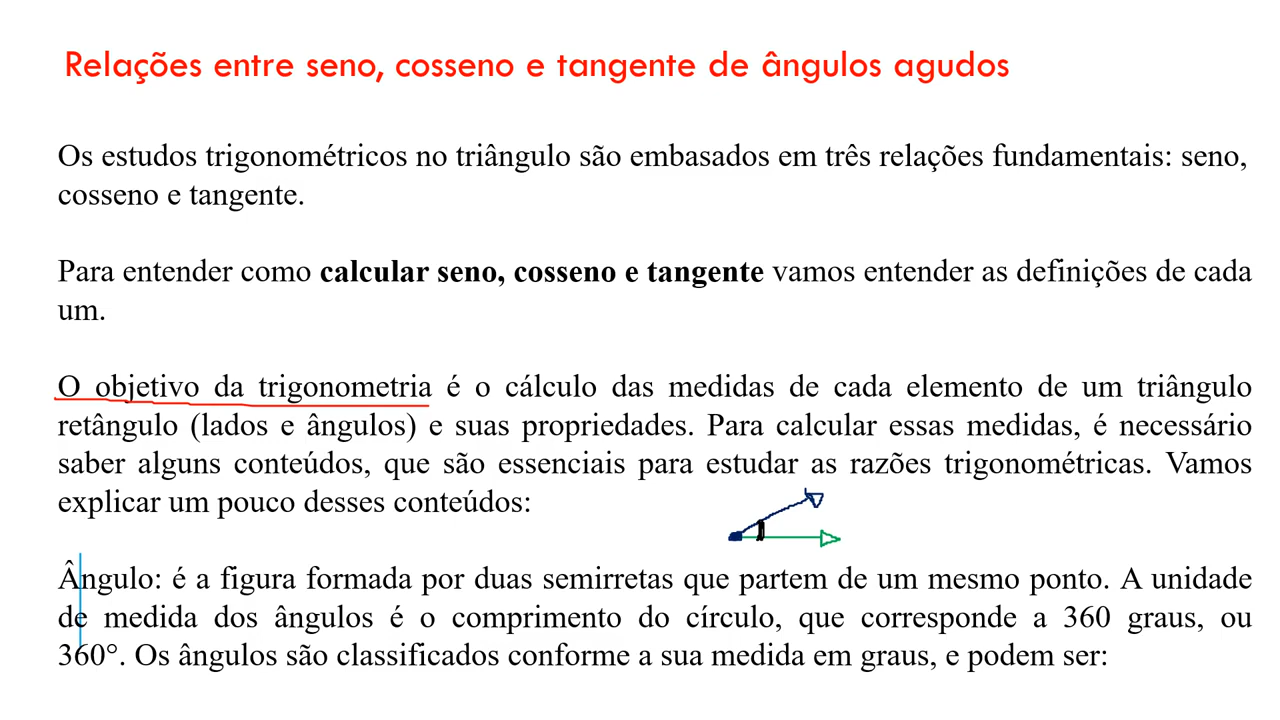 Relações entre seno, cosseno e tangente de ângulos agudos
Os estudos trigonométricos no triângulo são embasados em três relações fundamentais: seno,
cosseno e tangente.
Para entender como calcular seno, cosseno e tangente vamos entender as definições de cada
um.
O objetivo da trigonometria é o cálculo das medidas de cada elemento de um triângulo
retângulo (lados e ângulos) e suas propriedades. Para calcular essas medidas, é necessário
saber alguns conteúdos, que são essenciais para estudar as razões trigonométricas. Vamos
explicar um pouco desses conteúdos:
Ângulo: é a figura formada por duas semirretas que partem de um mesmo ponto. A unidade
de medida dos ângulos é o comprimento do círculo, que corresponde a 360 graus, ou
360°. Os ângulos são classificados conforme a sua medida em graus, e podem ser: